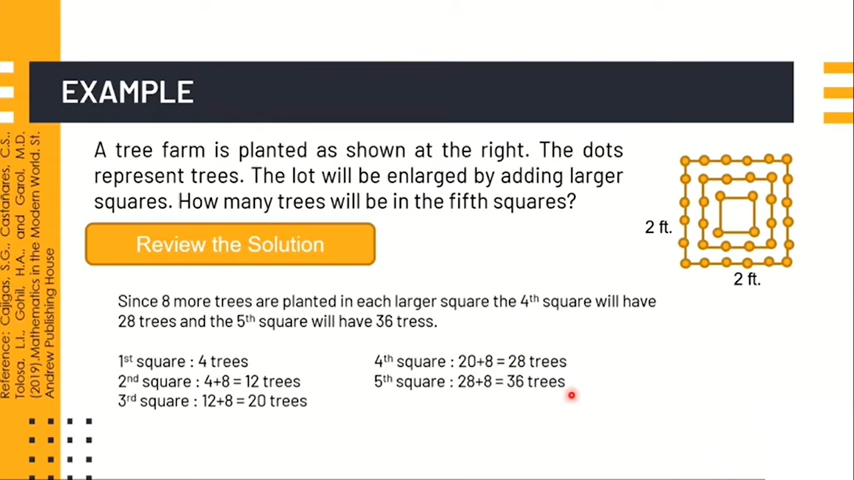 EXAMPLE
A tree farm is planted as shown at the right. The dots
represent trees. The lot will be enlarged by adding larger
squares. How many trees will be in the fifth squares?
2 ft.
2 ft.
Review the Solution
Since 8 more trees are planted in each larger square the 4th square will have
28 trees and the 5th square will have 36 tress.
1st square : 4 trees
2nd square : 4+8 = 12 trees
3rd square : 12+8 = 20 trees
4th square : 20+8 = 28 trees
5th square : 28+8 = 36 trees
Reference: Cajigas, S.G., Castañares, C.S.,
Tolosa, L.I., Gohil, H.A., and Garol, M.D.
(2019).Mathematics in the Modern World. St.
Andrew Publishing House